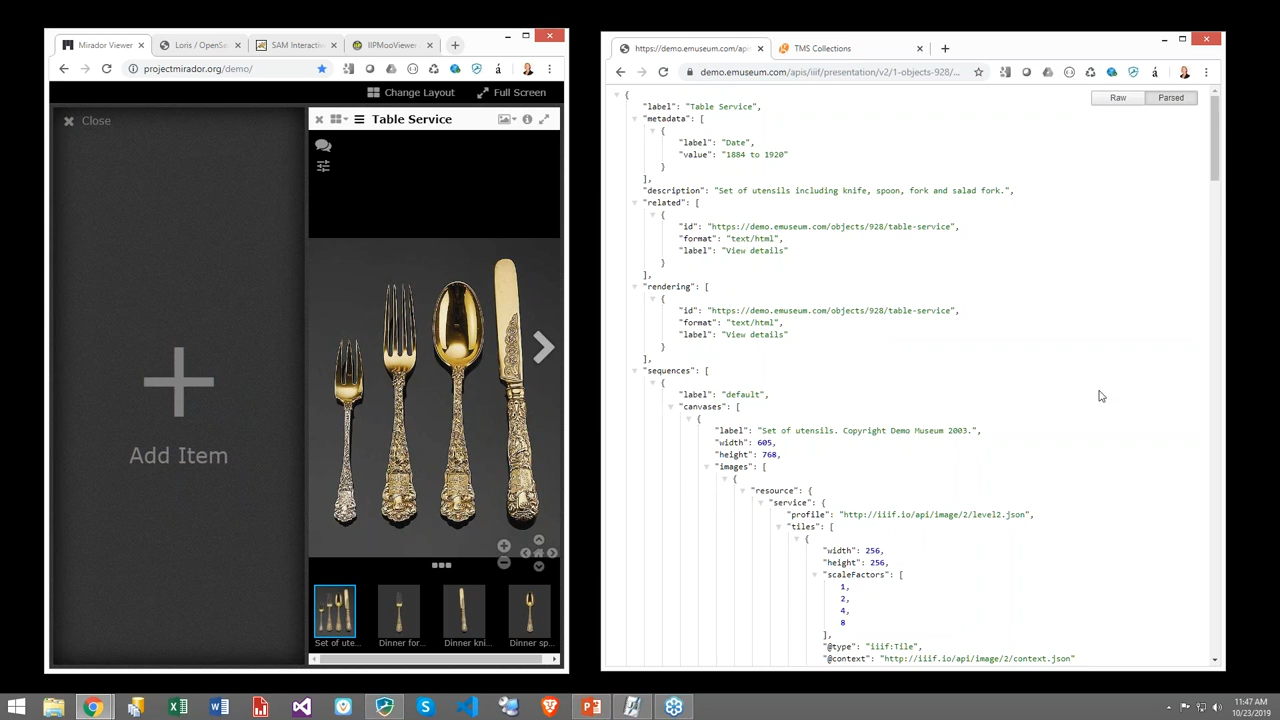 Mirador Viewer
Loris / OpenSe
SAM Interactiv
IIPMooViewer
projectmirador.org/demo/
Change Layout
Full Screen
Close
Table Service
Add Item
Set of ute...
Dinner for...
Dinner kni...
Dinner sp...
https://demo.emuseum.com/apis
TMS Collections
demo.emuseum.com/apis/iiif/presentation/v2/1-objects-928/...
Raw
Parsed
{
"label": "Table Service",
"metadata": [
{
"label": "Date",
"value": "1884 to 1920"
}
],
"description": "Set of utensils including knife, spoon, fork and salad fork.",
"related": [
{
"id": "https://demo.emuseum.com/objects/928/table-service",
"format": "text/html",
"label": "View details"
}
],
"rendering": [
{
"id": "https://demo.emuseum.com/objects/928/table-service",
"format": "text/html",
"label": "View details"
}
],
"sequences": [
{
"label": "default",
"canvases": [
{
"label": "Set of utensils. Copyright Demo Museum 2003.",
"width": 605,
"height": 768,
"images": [
{
"resource": {
"service": {
"profile": "http://iiif.io/api/image/2/level2.json",
"tiles": [
{
"width": 256,
"height": 256,
"scaleFactors": [
1,
2,
4,
8
],
"@type": "iiif:Tile",
"@context": "http://iiif.io/api/image/2/context.json"
11:47 AM
10/23/2019